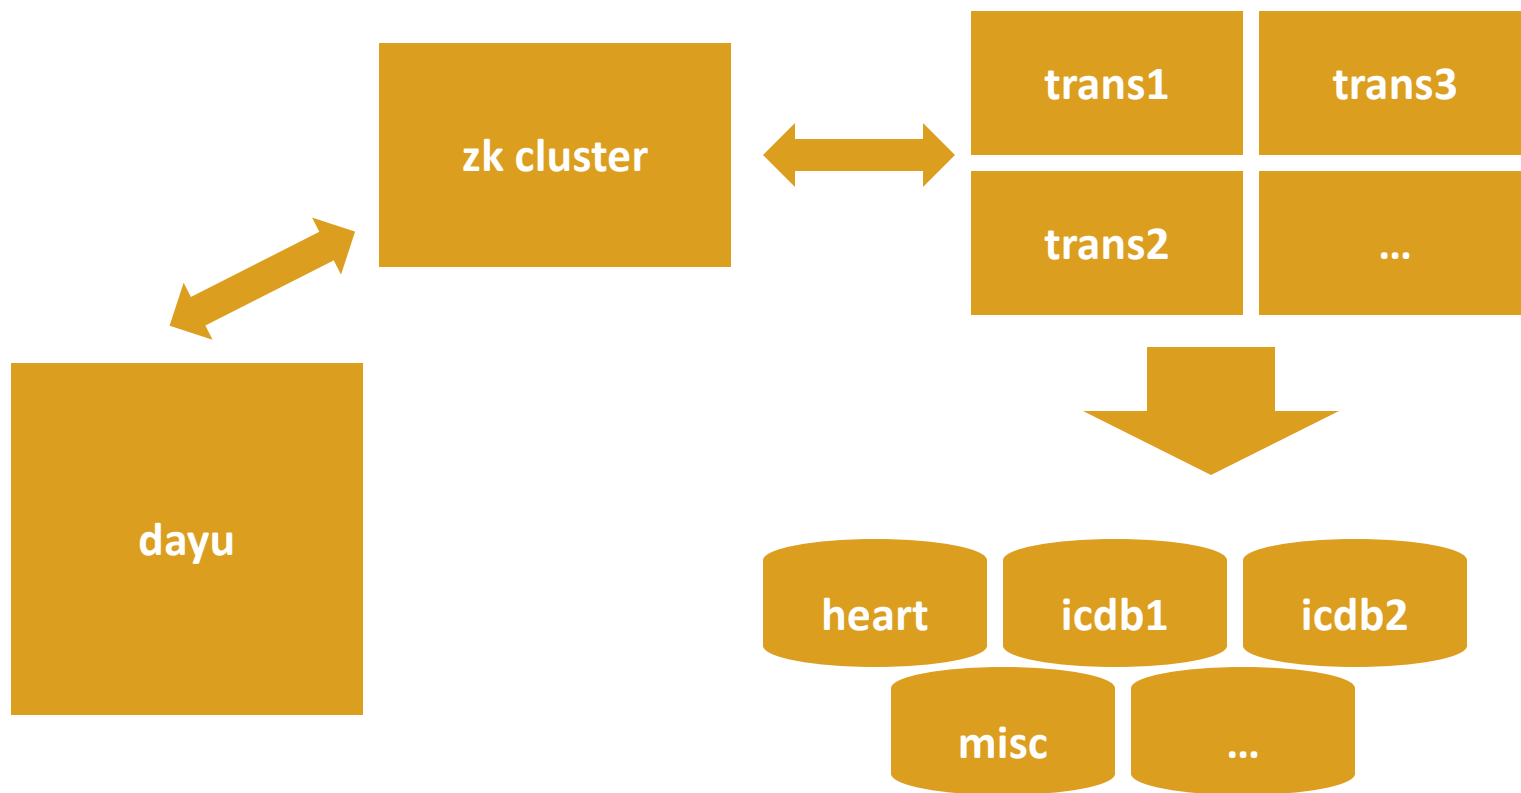 trans1
trans3
zk cluster
trans2
...
dayu
heart
icdb1
icdb2
misc
...